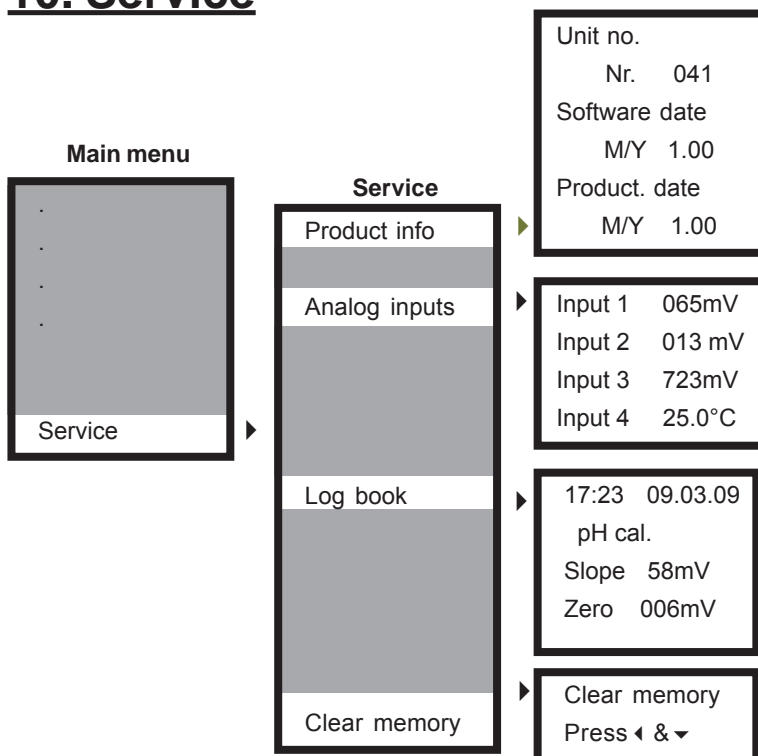 10. Service
Main menu
.
.
.
.
Service
Service
Product info
Analog inputs
Log book
Clear memory
Unit no.
Nr. 041
Software date
M/Y 1.00
Product. date
M/Y 1.00
Input 1 065mV
Input 2 013 mV
Input 3 723mV
Input 4 25.0°C
17:23 09.03.09
pH cal.
Slope 58mV
Zero 006mV
Clear memory
Press ◂ & ▾